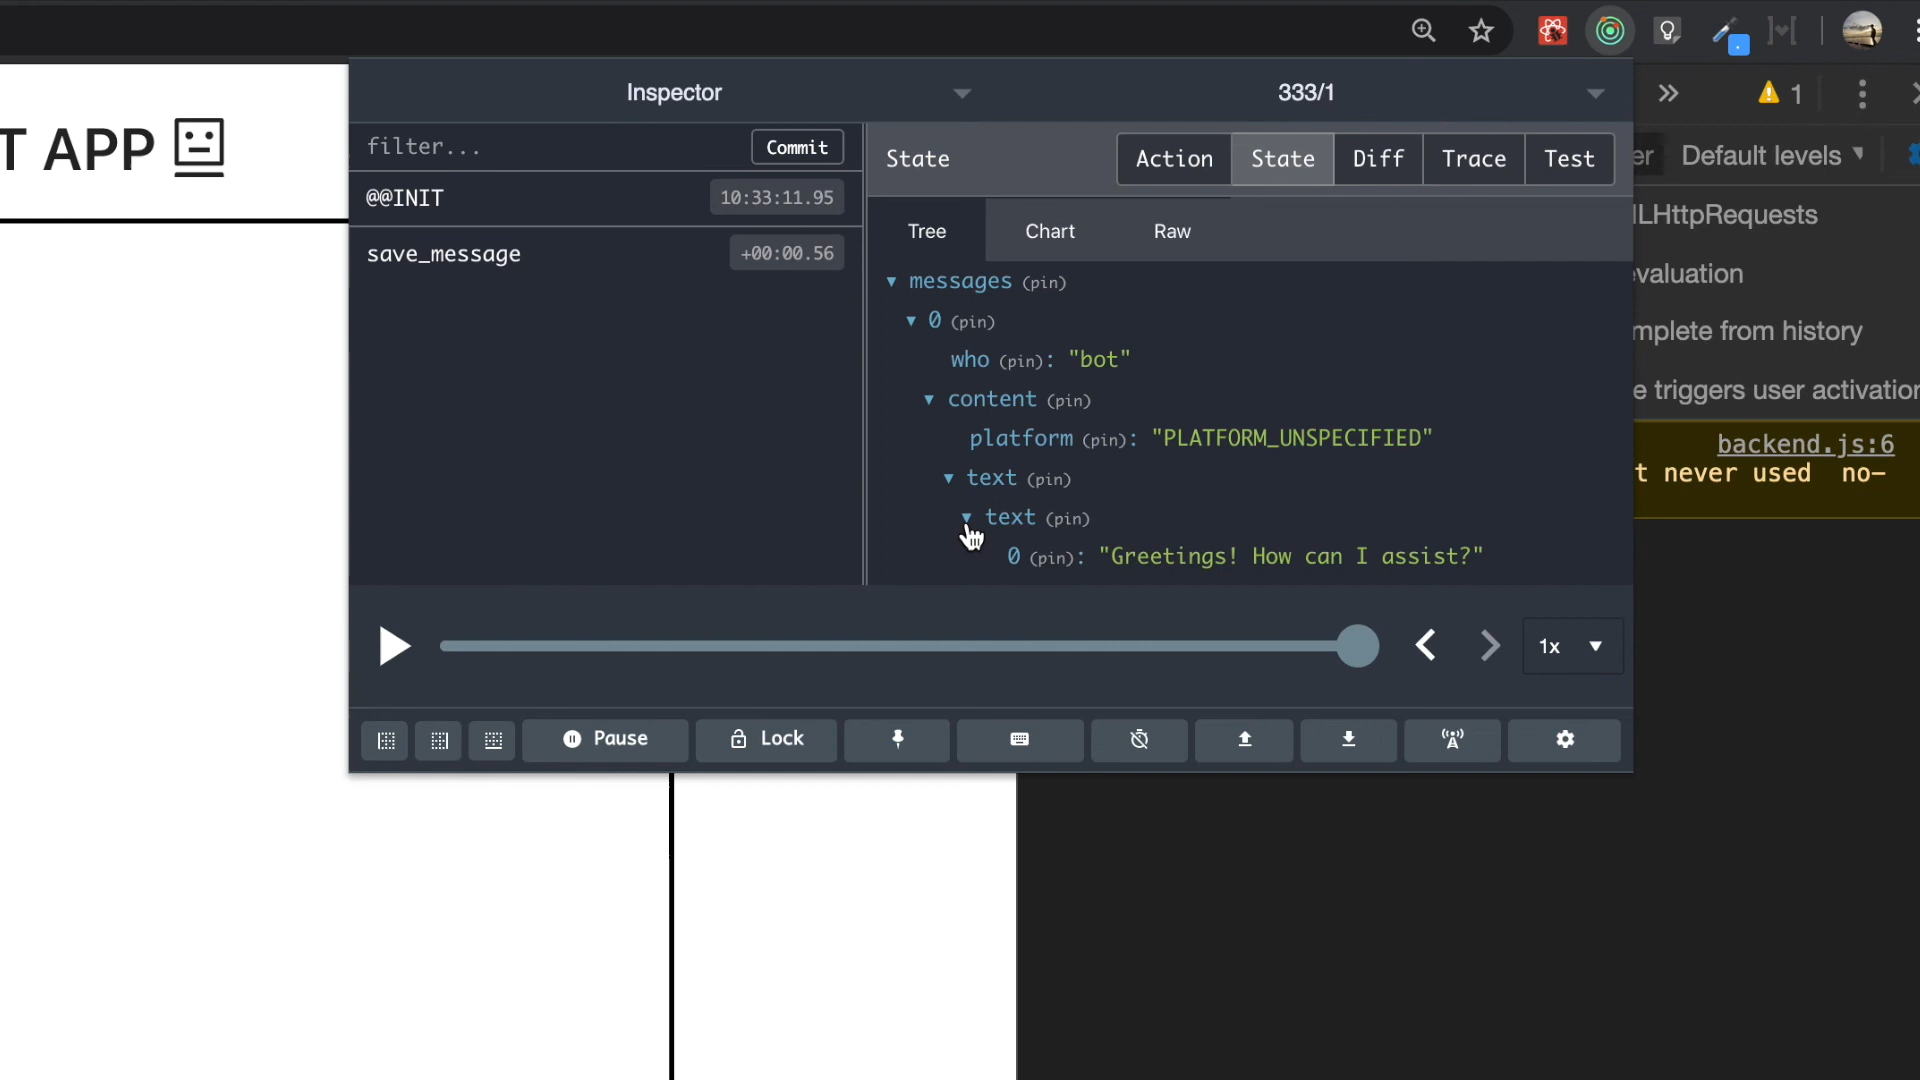 T APP
Inspector
333/1
1
filter...
Commit
State
Action
State
Diff
Trace
Test
er
Default levels
@@INIT
10:33:11.95
save_message
+00:00.56
Tree
Chart
Raw
messages (pin)
0 (pin)
who (pin): "bot"
content (pin)
platform (pin): "PLATFORM_UNSPECIFIED"
text (pin)
text (pin)
0 (pin): "Greetings! How can I assist?"
LHttpRequests
valuation
mplete from history
e triggers user activation
backend.js:6
t never used no-
1x
Pause
Lock